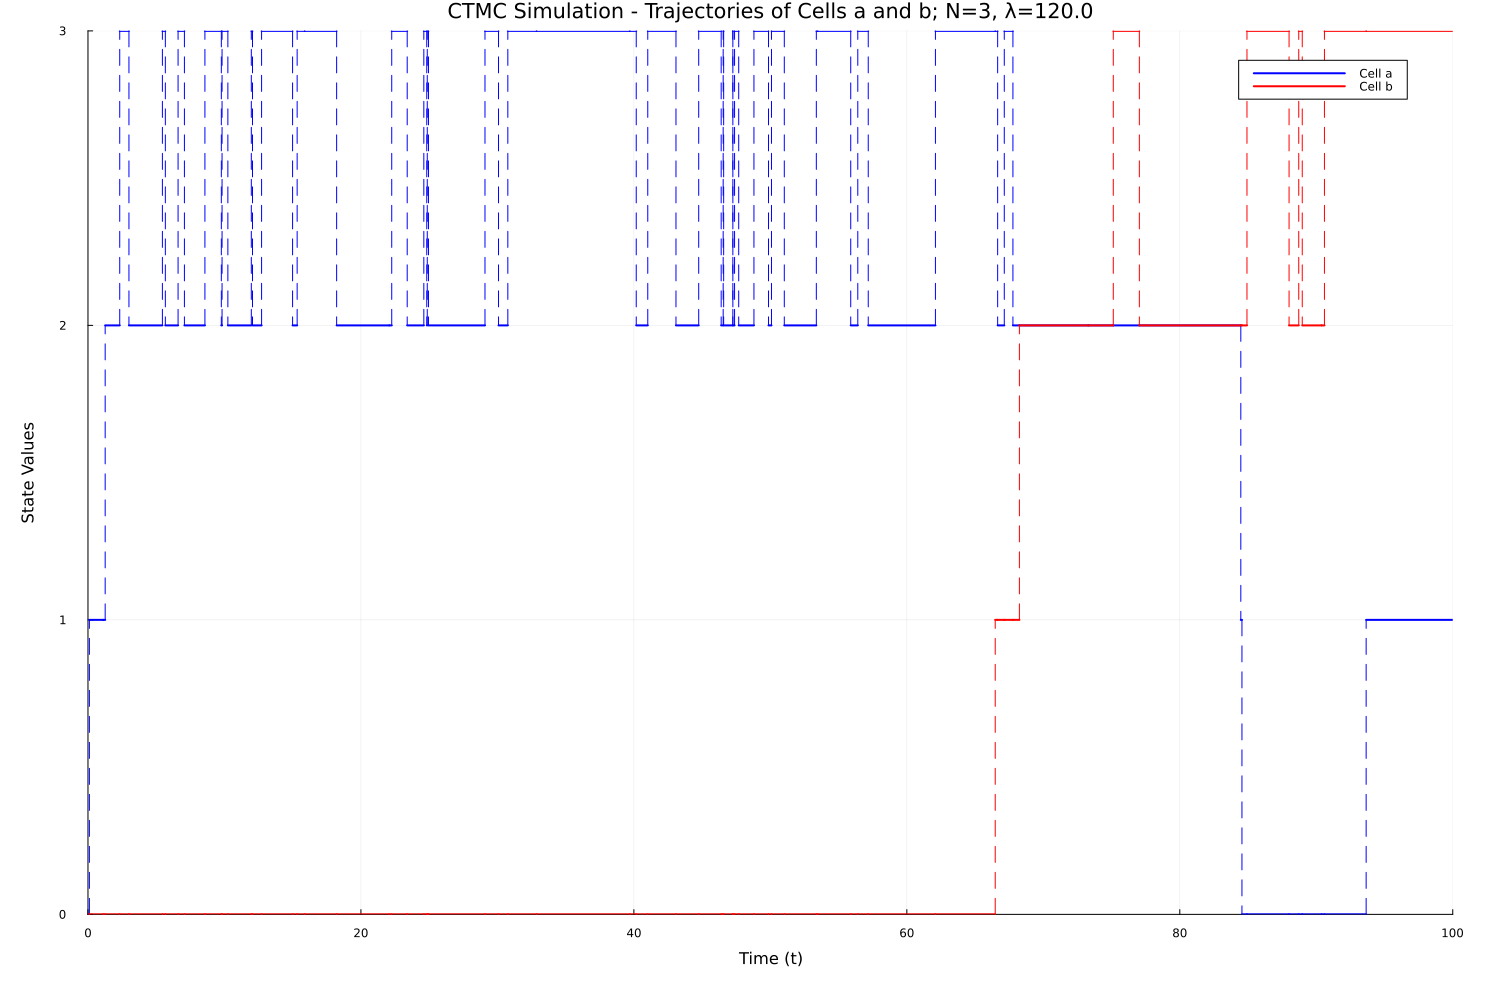 CTMC Simulation - Trajectories of Cells a and b; N=3, λ=120.0
3
Cell a
Cell b
2
State Values
1
0
0 20 40 60 80 100
Time (t)